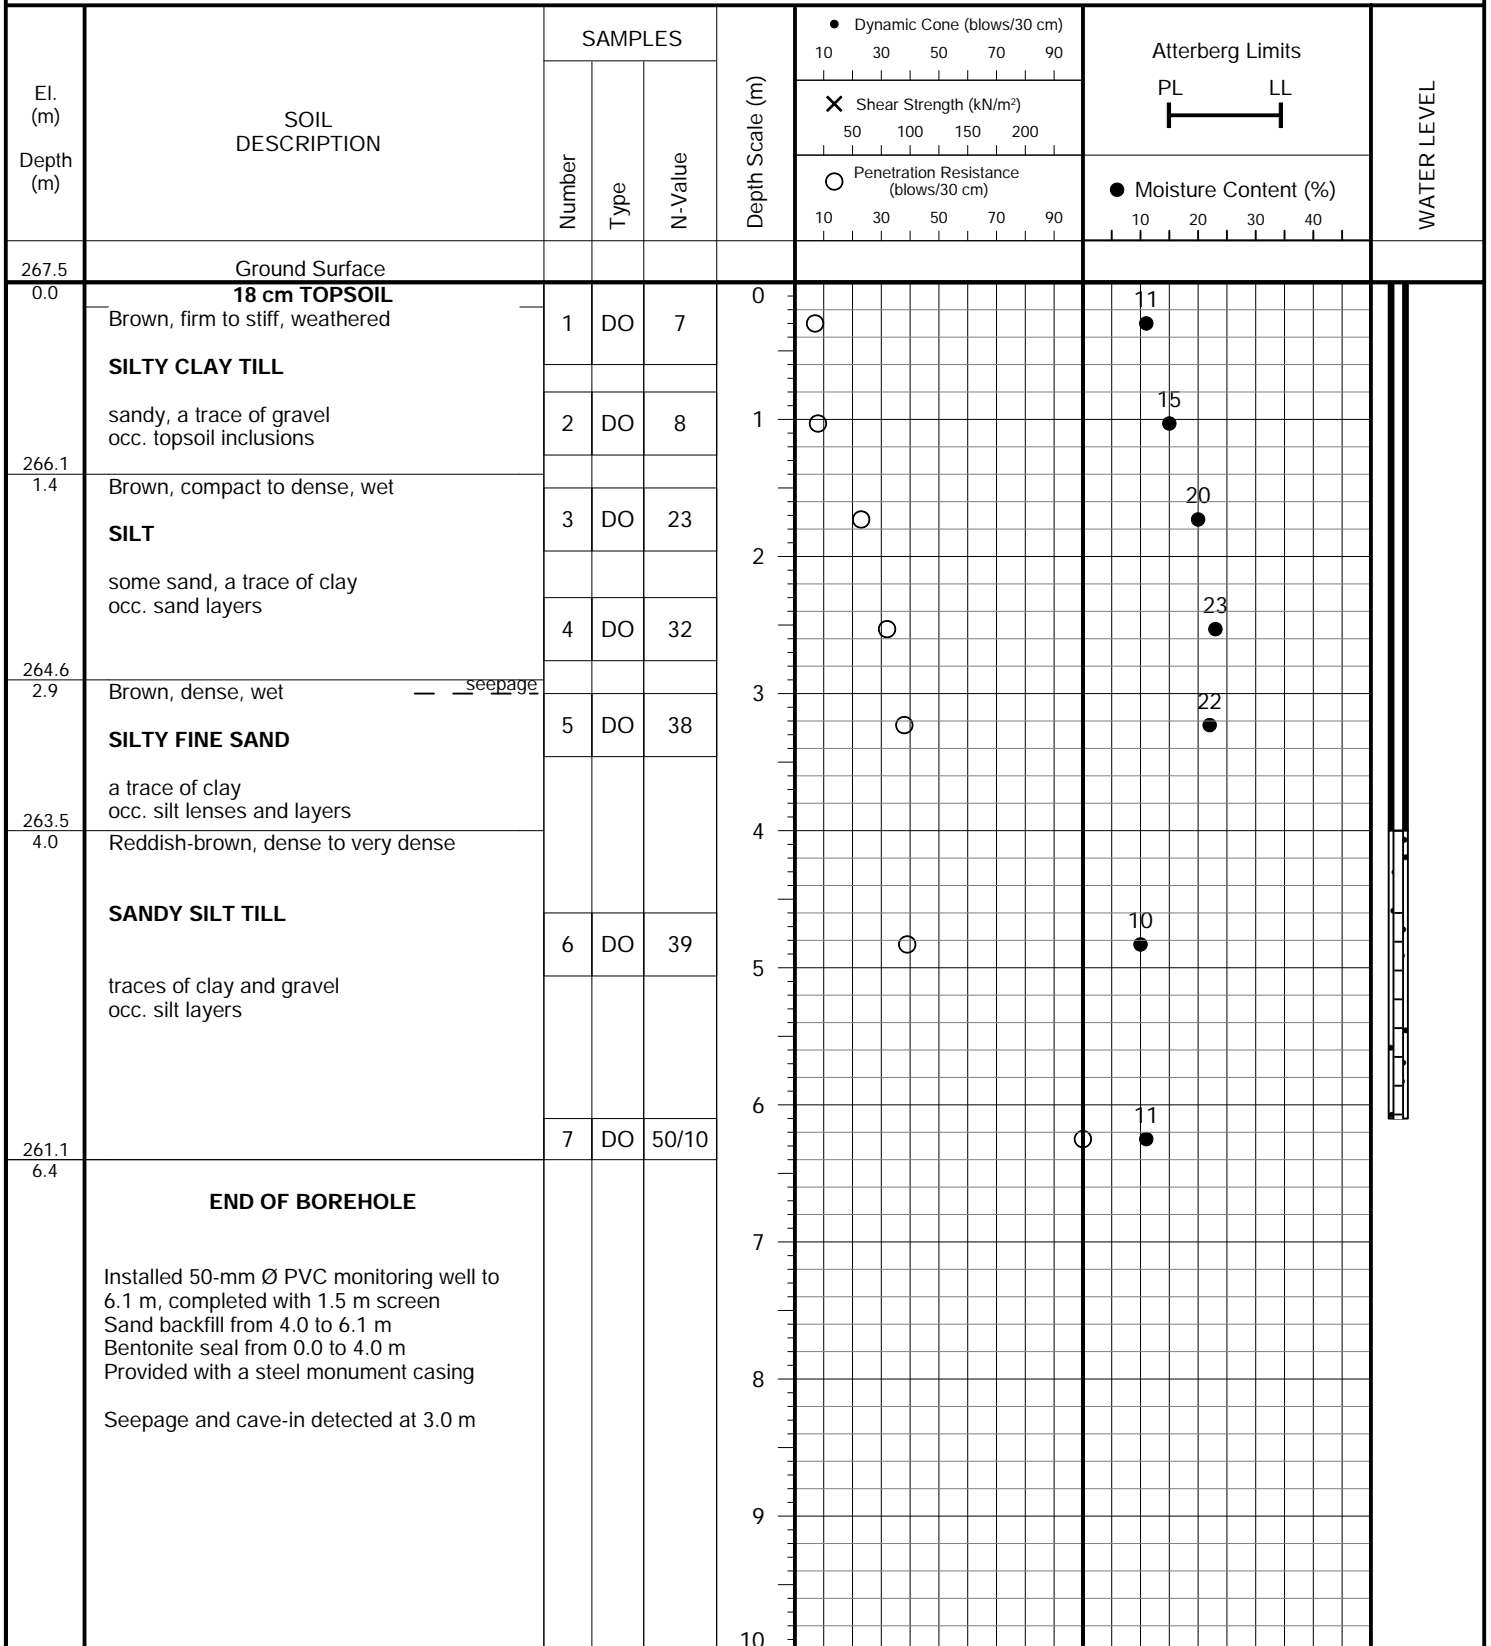 El.
(m)
Depth
(m)
SOIL
DESCRIPTION
SAMPLES
Number
Type
N-Value
Depth Scale (m)
● Dynamic Cone (blows/30 cm)
10 30 50 70 90
✕ Shear Strength (kN/m²)
50 100 150 200
○ Penetration Resistance
(blows/30 cm)
10 30 50 70 90
Atterberg Limits
PL LL
● Moisture Content (%)
10 20 30 40
WATER LEVEL
267.5 Ground Surface
0.0 18 cm TOPSOIL
Brown, firm to stiff, weathered
SILTY CLAY TILL
sandy, a trace of gravel
occ. topsoil inclusions
1 DO 7
0
11
2 DO 8
1
15
266.1
1.4 Brown, compact to dense, wet
SILT
some sand, a trace of clay
occ. sand layers
3 DO 23
20
2
4 DO 32
23
264.6
2.9 Brown, dense, wet
seepage
SILTY FINE SAND
a trace of clay
occ. silt lenses and layers
5 DO 38
3
22
263.5
4.0 Reddish-brown, dense to very dense
SANDY SILT TILL
traces of clay and gravel
occ. silt layers
4
6 DO 39
10
5
6
7 DO 50/10
11
261.1
6.4
END OF BOREHOLE
Installed 50-mm Ø PVC monitoring well to
6.1 m, completed with 1.5 m screen
Sand backfill from 4.0 to 6.1 m
Bentonite seal from 0.0 to 4.0 m
Provided with a steel monument casing
Seepage and cave-in detected at 3.0 m
7
8
9
10